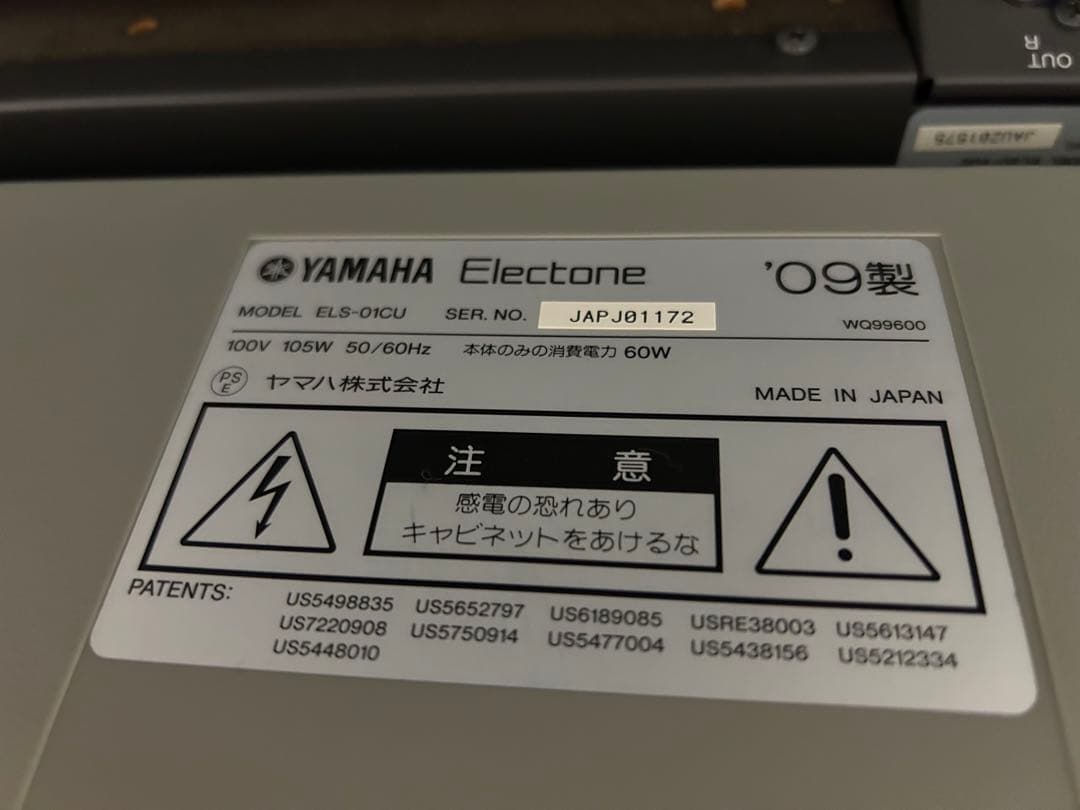 OUT
R
JAU201575
YAMAHA Electone '09製
MODEL ELS-01CU SER. NO. JAPJ01172 WQ99600
100V 105W 50/60Hz 本体のみの消費電力 60W
PSE ヤマハ株式会社 MADE IN JAPAN
注 意
感電の恐れあり
キャビネットをあけるな
PATENTS: US5498835 US5652797 US6189085 USRE38003 US5613147
US7220908 US5750914 US5477004 US5438156 US5212334
US5448010